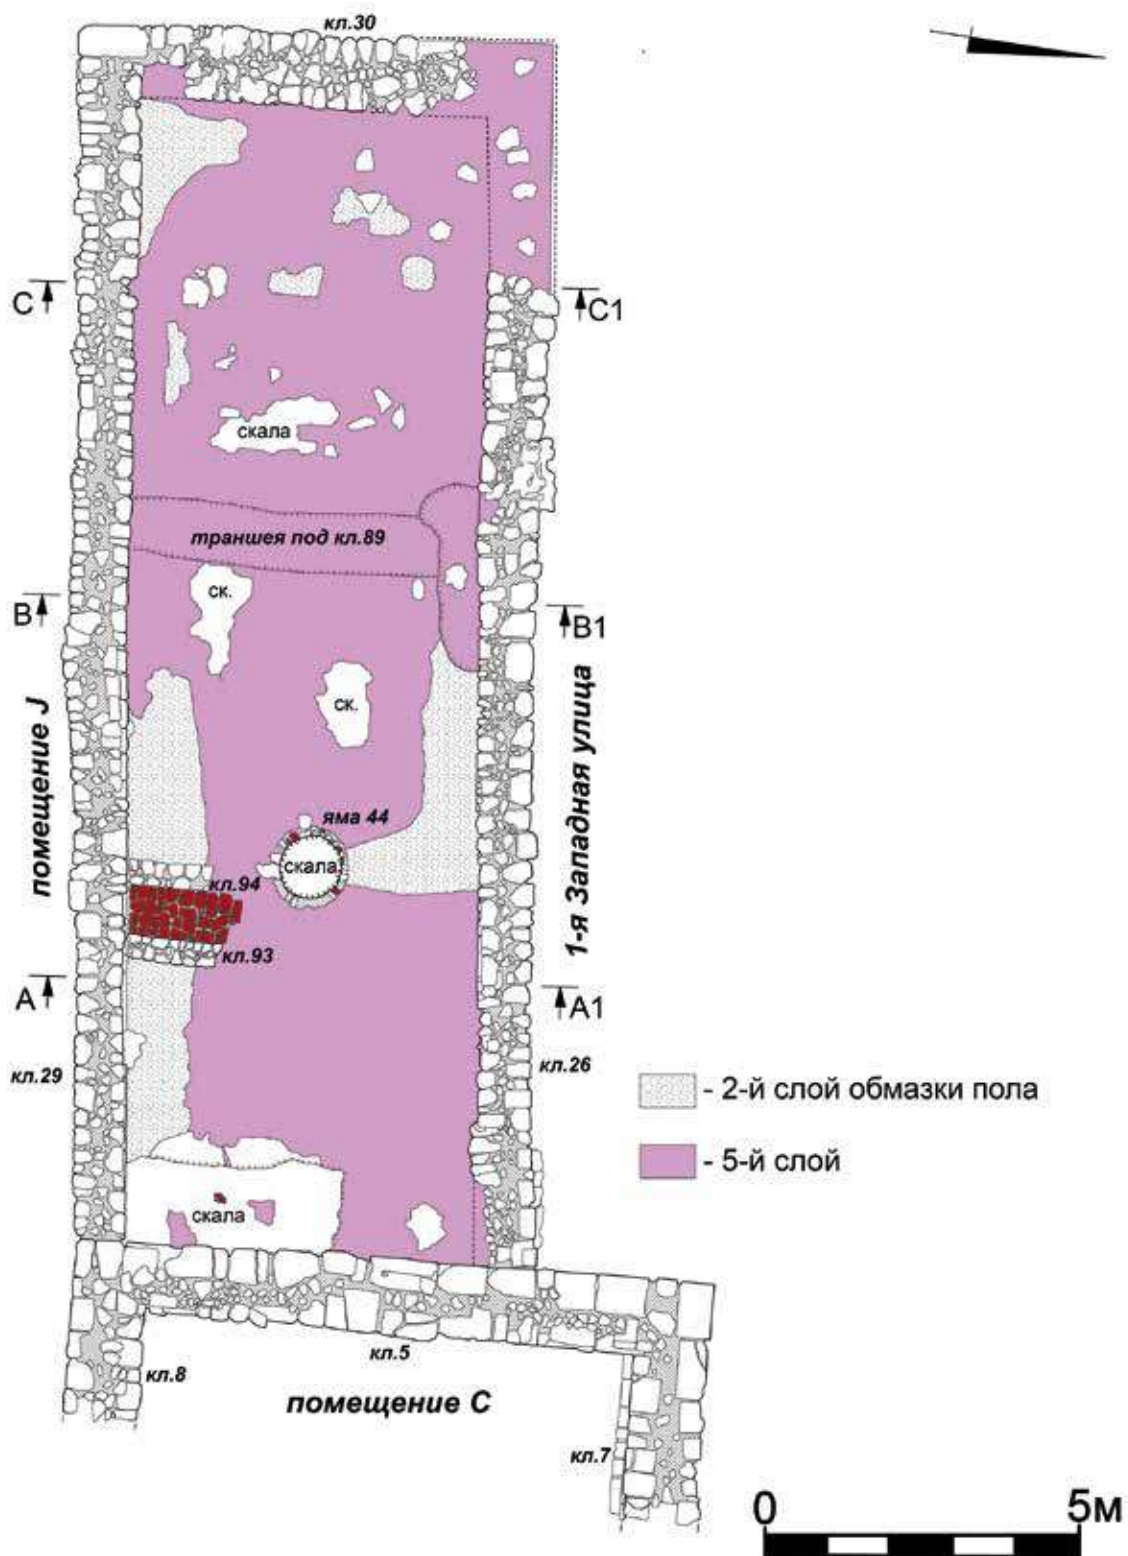 кл.30
C
C1
скала
траншея под кл.89
ск.
B
B1
ск.
помещение J
1-я Западная улица
яма 44
скала
кл.94
кл.93
A
A1
кл.29
кл.26
- 2-й слой обмазки пола
- 5-й слой
скала
кл.5
кл.8
помещение C
кл.7
0
5м